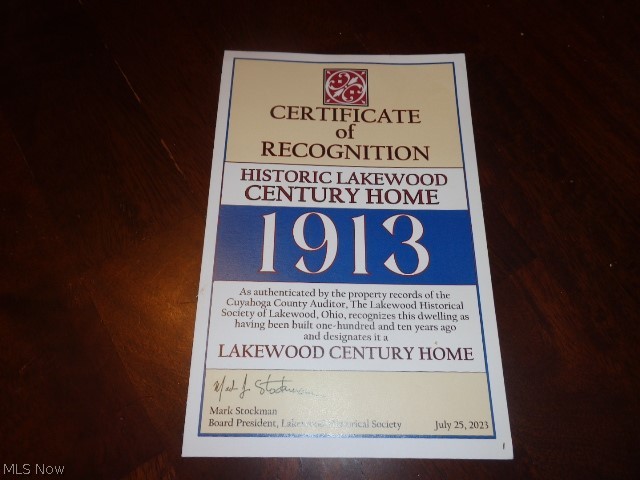 CERTIFICATE
of
RECOGNITION
HISTORIC LAKEWOOD
CENTURY HOME
1913
As authenticated by the property records of the
Cuyahoga County Auditor, The Lakewood Historical
Society of Lakewood, Ohio, recognizes this dwelling as
having been built one-hundred and ten years ago
and designates it a
LAKEWOOD CENTURY HOME
Mark Stockman
Board President, Lakewood Historical Society July 25, 2023
MLS Now